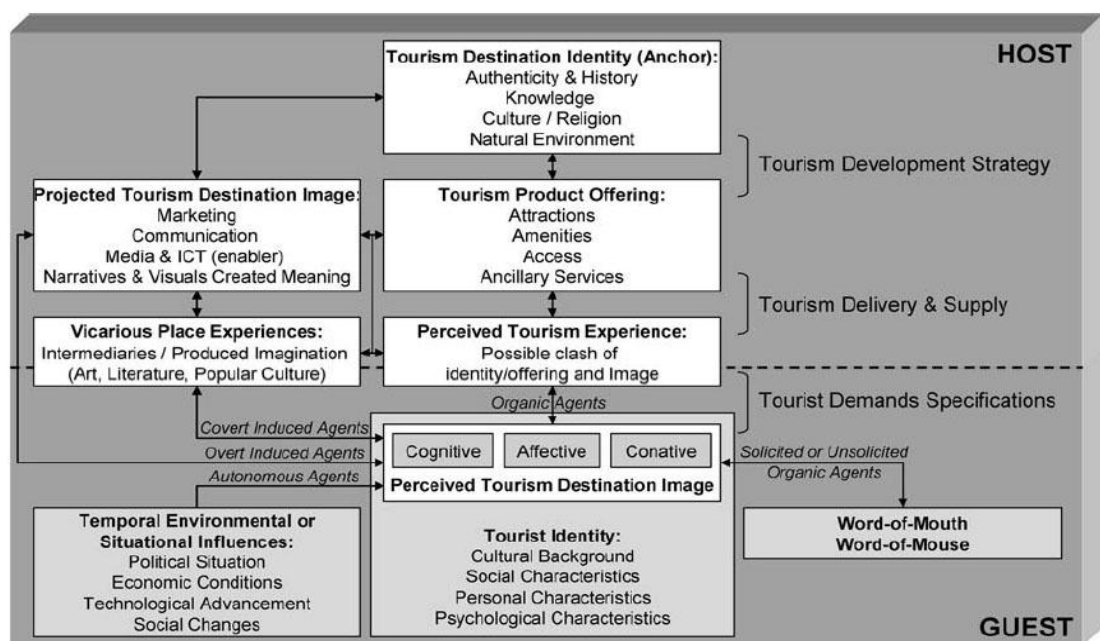 HOST
Tourism Destination Identity (Anchor):
Authenticity & History
Knowledge
Culture / Religion
Natural Environment
Tourism Development Strategy
Projected Tourism Destination Image:
Marketing
Communication
Media & ICT (enabler)
Narratives & Visuals Created Meaning
Tourism Product Offering:
Attractions
Amenities
Access
Ancillary Services
Tourism Delivery & Supply
Vicarious Place Experiences:
Intermediaries / Produced Imagination
(Art, Literature, Popular Culture)
Perceived Tourism Experience:
Possible clash of
identity/offering and Image
Tourist Demands Specifications
Organic Agents
Covert Induced Agents
Overt Induced Agents
Autonomous Agents
Cognitive
Affective
Conative
Perceived Tourism Destination Image
Solicited or Unsolicited
Organic Agents
Temporal Environmental or
Situational Influences:
Political Situation
Economic Conditions
Technological Advancement
Social Changes
Tourist Identity:
Cultural Background
Social Characteristics
Personal Characteristics
Psychological Characteristics
Word-of-Mouth
Word-of-Mouse
GUEST